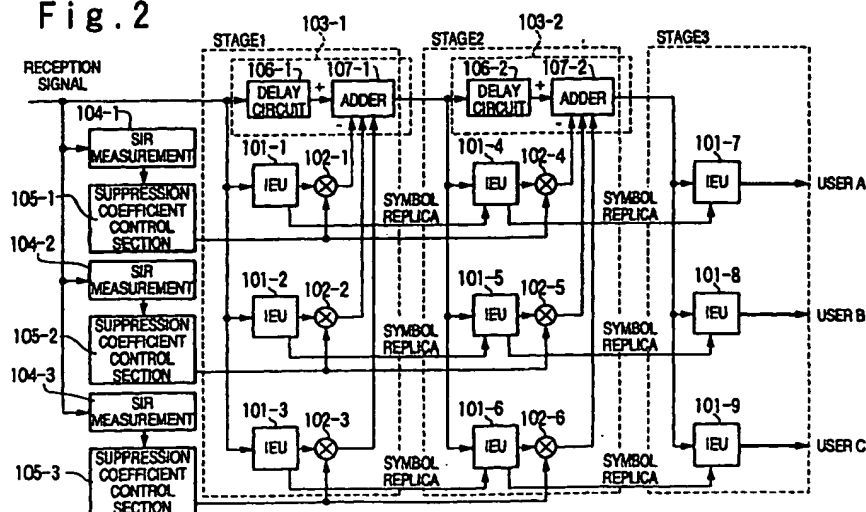 Fig.2
103-1
103-2
STAGE1
STAGE2
STAGE3
106-1
107-1
106-2
107-2
RECEPTION
SIGNAL
DELAY
CIRCUIT
+
ADDER
-
DELAY
CIRCUIT
+
ADDER
-
104-1
SIR
MEASUREMENT
101-1
102-1
101-4
102-4
101-7
IEU
IEU
IEU
USER A
105-1
SUPPRESSION
COEFFICIENT
CONTROL
SECTION
SYMBOL
REPLICA
SYMBOL
REPLICA
104-2
SIR
MEASUREMENT
101-2
102-2
101-5
102-5
101-8
IEU
IEU
IEU
USER B
105-2
SUPPRESSION
COEFFICIENT
CONTROL
SECTION
SYMBOL
REPLICA
SYMBOL
REPLICA
104-3
SIR
MEASUREMENT
101-3
102-3
101-6
102-6
101-9
IEU
IEU
IEU
USER C
105-3
SUPPRESSION
COEFFICIENT
CONTROL
SECTION
SYMBOL
REPLICA
SYMBOL
REPLICA